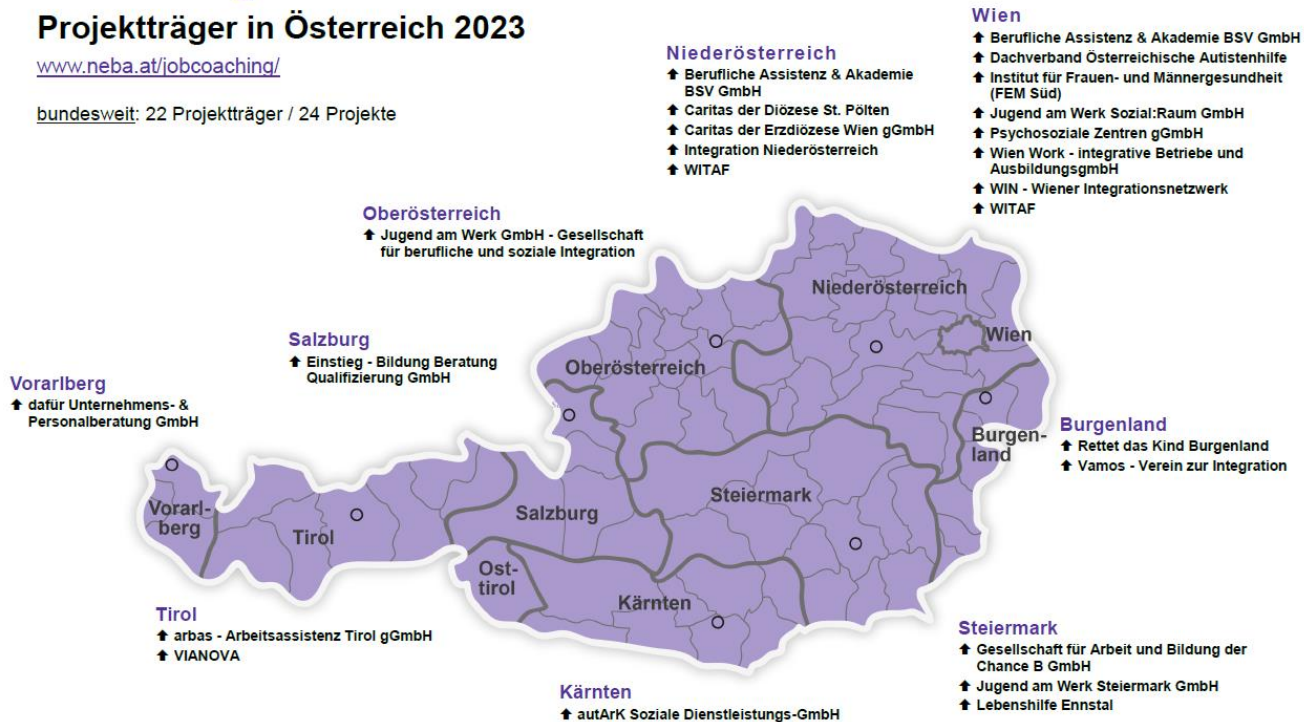 Projektträger in Österreich 2023
www.neba.at/jobcoaching/
bundesweit: 22 Projektträger / 24 Projekte
Niederösterreich
Berufliche Assistenz & Akademie
BSV GmbH
Caritas der Diözese St. Pölten
Caritas der Erzdiözese Wien gGmbH
Integration Niederösterreich
WITAF
Wien
Berufliche Assistenz & Akademie BSV GmbH
Dachverband Österreichische Autistenhilfe
Institut für Frauen- und Männergesundheit
(FEM Süd)
Jugend am Werk Sozial:Raum GmbH
Psychosoziale Zentren gGmbH
Wien Work - integrative Betriebe und
AusbildungsgmbH
WIN - Wiener Integrationsnetzwerk
WITAF
Oberösterreich
Jugend am Werk GmbH - Gesellschaft
für berufliche und soziale Integration
Salzburg
Einstieg - Bildung Beratung
Qualifizierung GmbH
Vorarlberg
dafür Unternehmens- &
Personalberatung GmbH
Niederösterreich
Wien
Oberösterreich
Burgen-
land
Steiermark
Salzburg
Vorarl-
berg
Tirol
Ost-
tirol
Kärnten
Burgenland
Rettet das Kind Burgenland
Vamos - Verein zur Integration
Tirol
arbas - Arbeitsassistenz Tirol gGmbH
VIANOVA
Steiermark
Gesellschaft für Arbeit und Bildung der
Chance B GmbH
Jugend am Werk Steiermark GmbH
Lebenshilfe Ennstal
Kärnten
autArK Soziale Dienstleistungs-GmbH